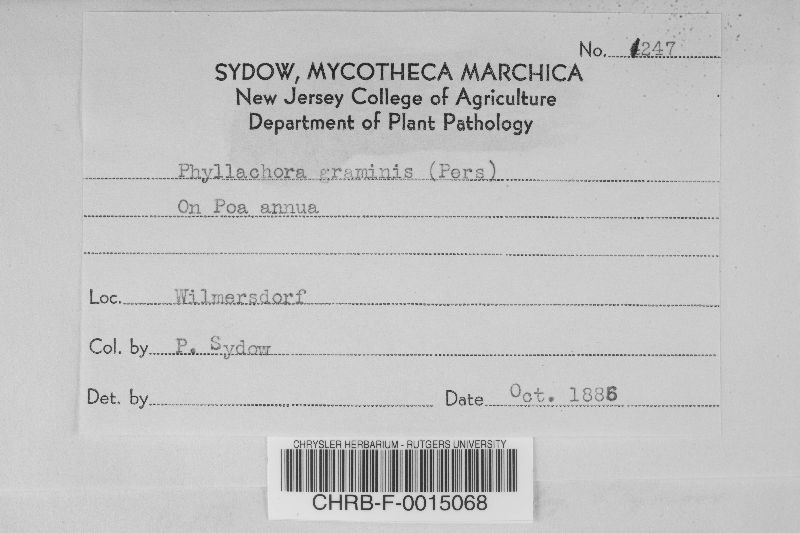 No. 1247
SYDOW, MYCOTHECA MARCHICA
New Jersey College of Agriculture
Department of Plant Pathology
Phyllachora graminis (Pers)
On Poa annua
Loc. Wilmersdorf
Col. by P. Sydow
Det. by
Date Oct. 1886
CHRYSLER HERBARIUM - RUTGERS UNIVERSITY
CHRB-F-0015068